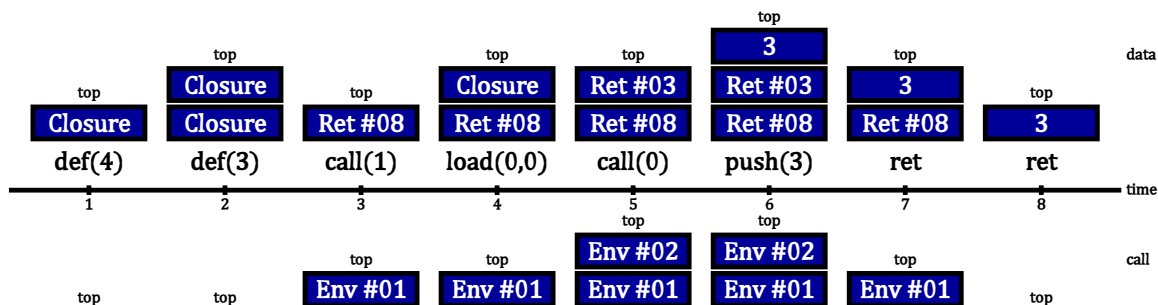 top
top 3 data
top Closure top top Ret #03 top
top Closure Closure top Ret #08 Closure Ret #03 Ret #08 3 top
Closure Ret #08 Ret #08 Ret #08 3
def(4) def(3) call(1) load(0,0) call(0) push(3) ret ret
time
1 2 3 4 5 6 7 8
top top
Env #02 Env #02 call
top top top
Env #01 Env #01 Env #01 Env #01 Env #01
top top top